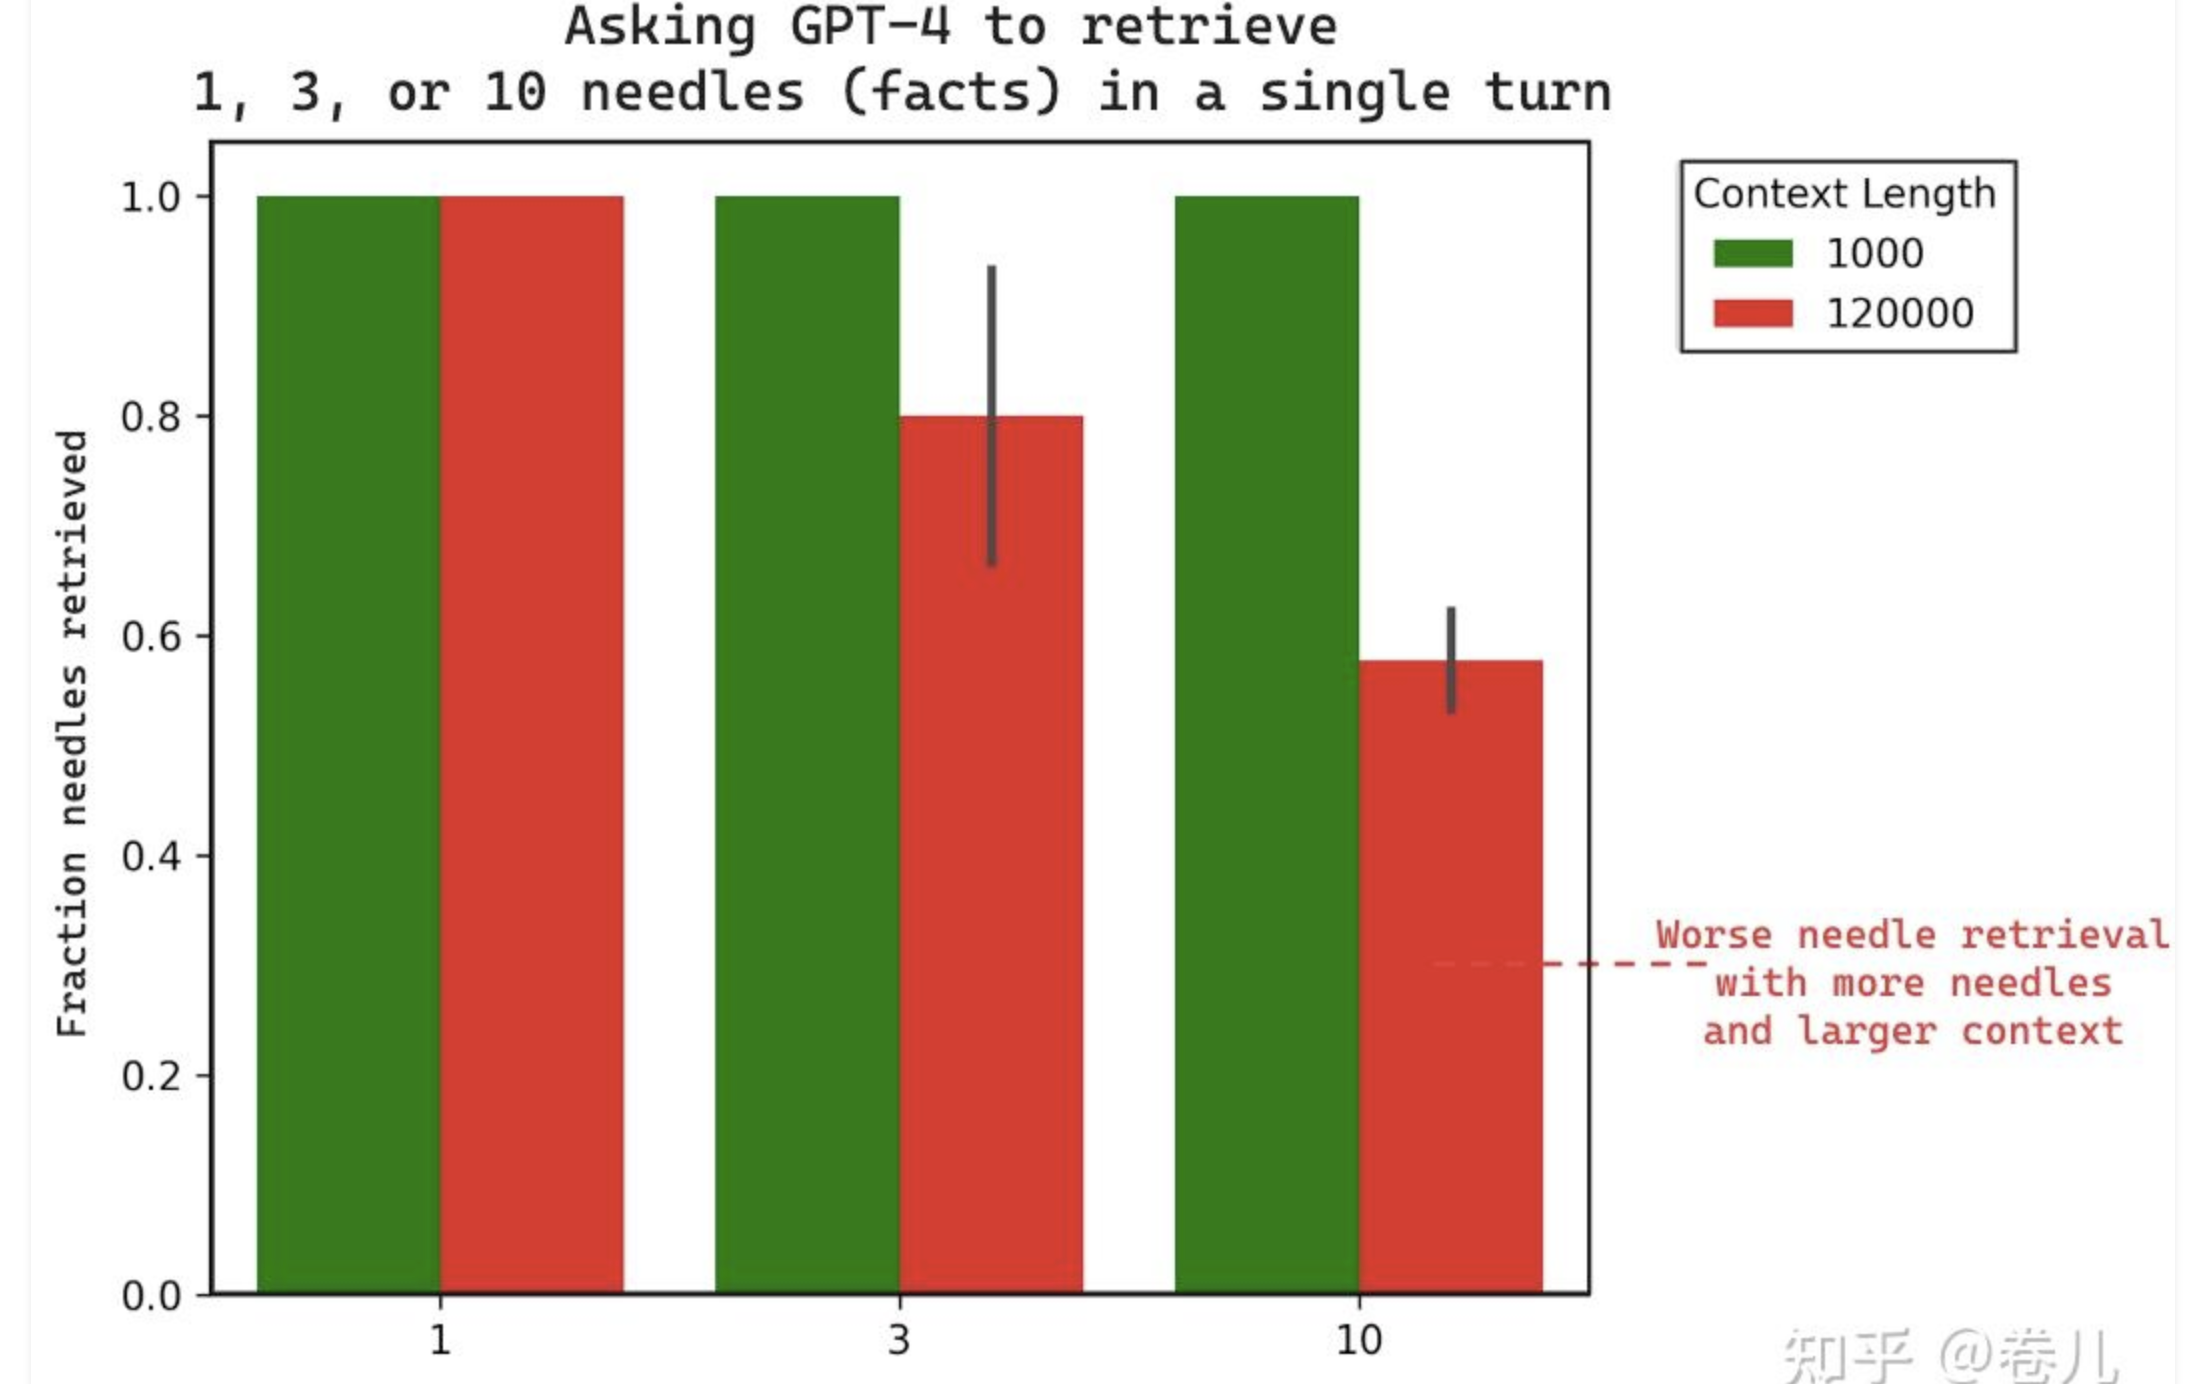 Asking GPT-4 to retrieve
1, 3, or 10 needles (facts) in a single turn
Fraction needles retrieved
1.0
0.8
0.6
0.4
0.2
0.0
1
3
10
Context Length
1000
120000
Worse needle retrieval
with more needles
and larger context
知乎 @卷儿